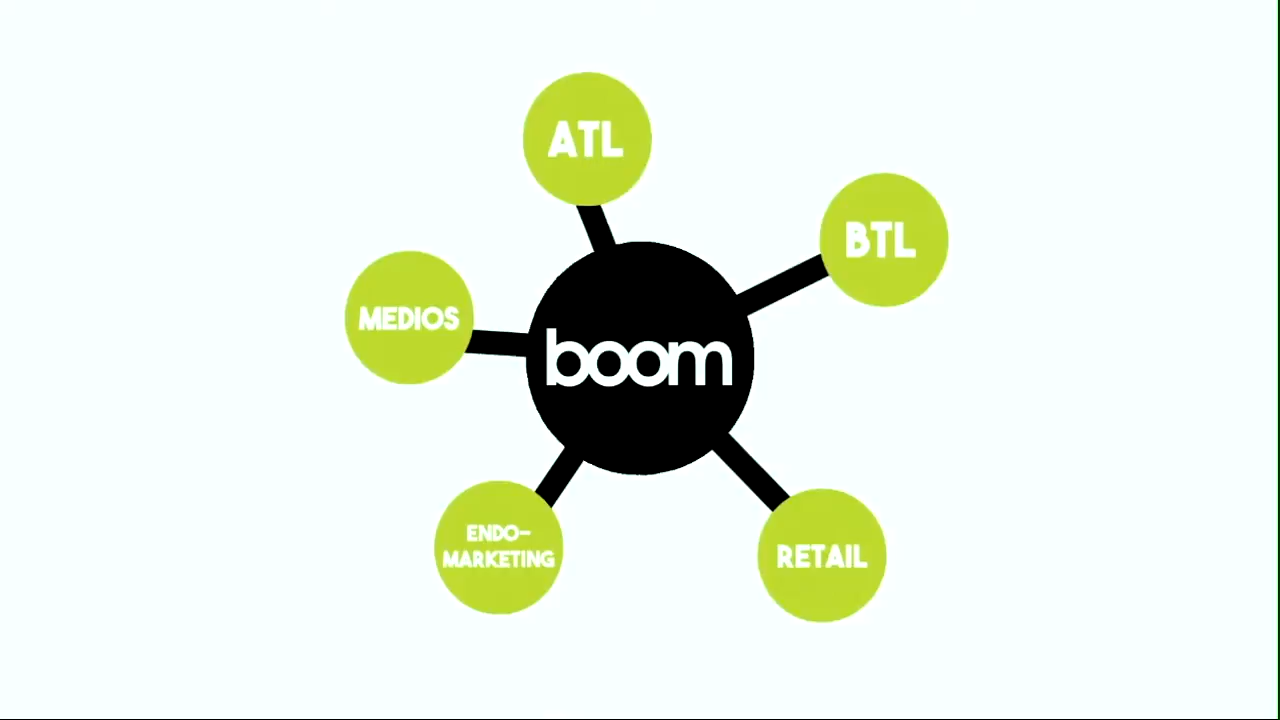 ATL
BTL
MEDIOS
boom
ENDO-
MARKETING
RETAIL